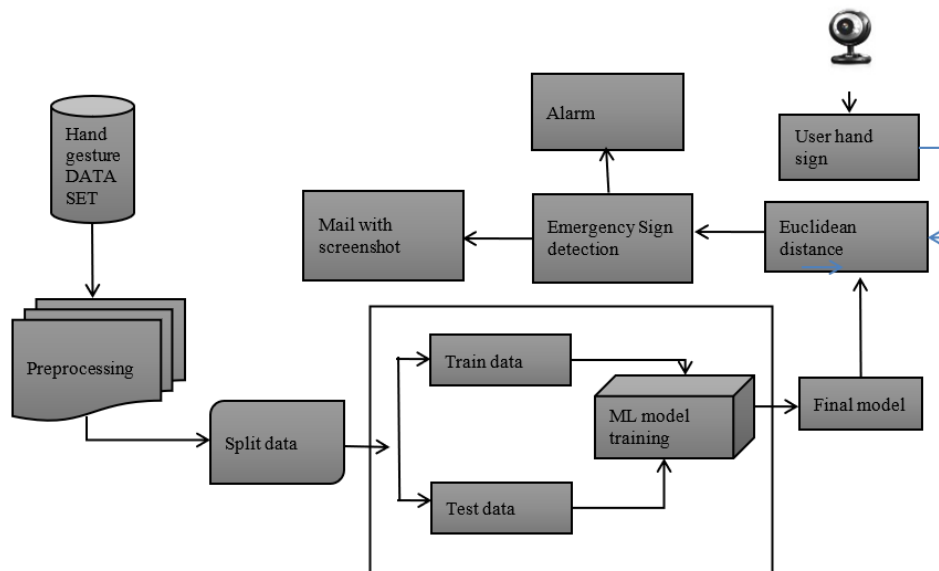 Hand
gesture
DATA
SET
Alarm
User hand
sign
Mail with
screenshot
Emergency Sign
detection
Euclidean
distance
Preprocessing
Train data
ML model
training
Final model
Split data
Test data